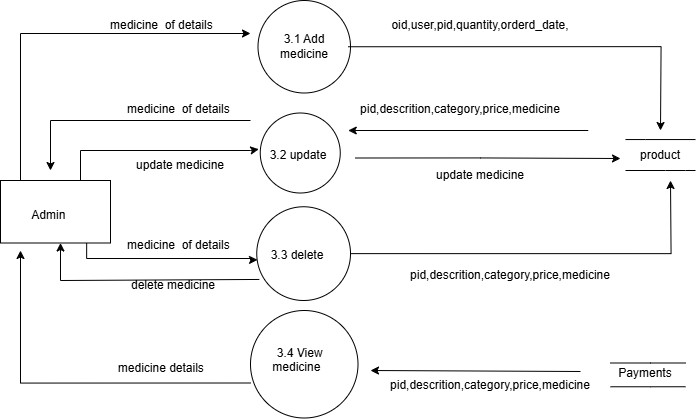 medicine of details
oid,user,pid,quantity,orderd_date,
3.1 Add
medicine
medicine of details
pid,descrition,category,price,medicine
3.2 update
product
update medicine
update medicine
Admin
medicine of details
3.3 delete
delete medicine
pid,descrition,category,price,medicine
3.4 View
medicine
medicine details
Payments
pid,descrition,category,price,medicine